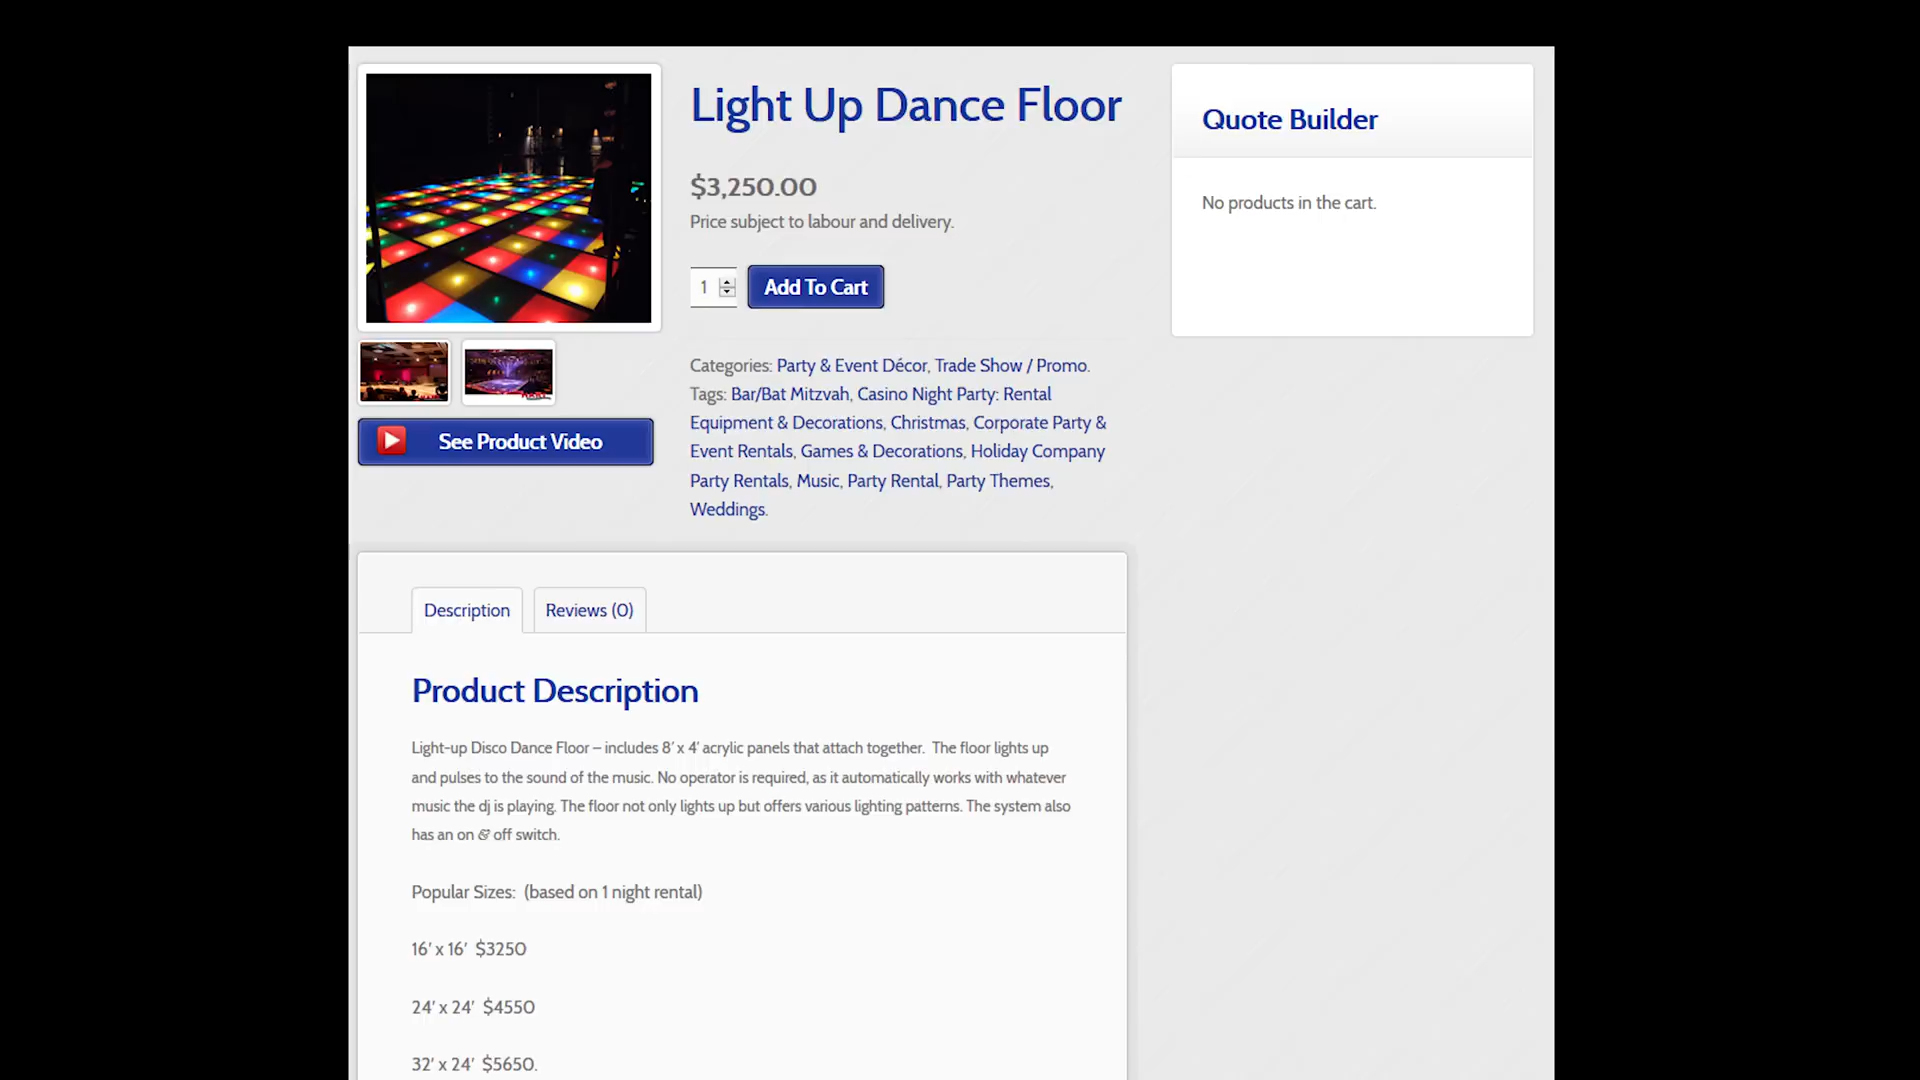 Light Up Dance Floor
$3,250.00
Price subject to labour and delivery.
1
Add To Cart
Categories: Party & Event Décor, Trade Show / Promo.
Tags: Bar/Bat Mitzvah, Casino Night Party: Rental
Equipment & Decorations, Christmas, Corporate Party &
Event Rentals, Games & Decorations, Holiday Company
Party Rentals, Music, Party Rental, Party Themes,
Weddings.
See Product Video
Quote Builder
No products in the cart.
Description
Reviews (0)
Product Description
Light-up Disco Dance Floor – includes 8′ x 4′ acrylic panels that attach together. The floor lights up
and pulses to the sound of the music. No operator is required, as it automatically works with whatever
music the dj is playing. The floor not only lights up but offers various lighting patterns. The system also
has an on & off switch.
Popular Sizes: (based on 1 night rental)
16′ x 16′ $3250
24′ x 24′ $4550
32′ x 24′ $5650.